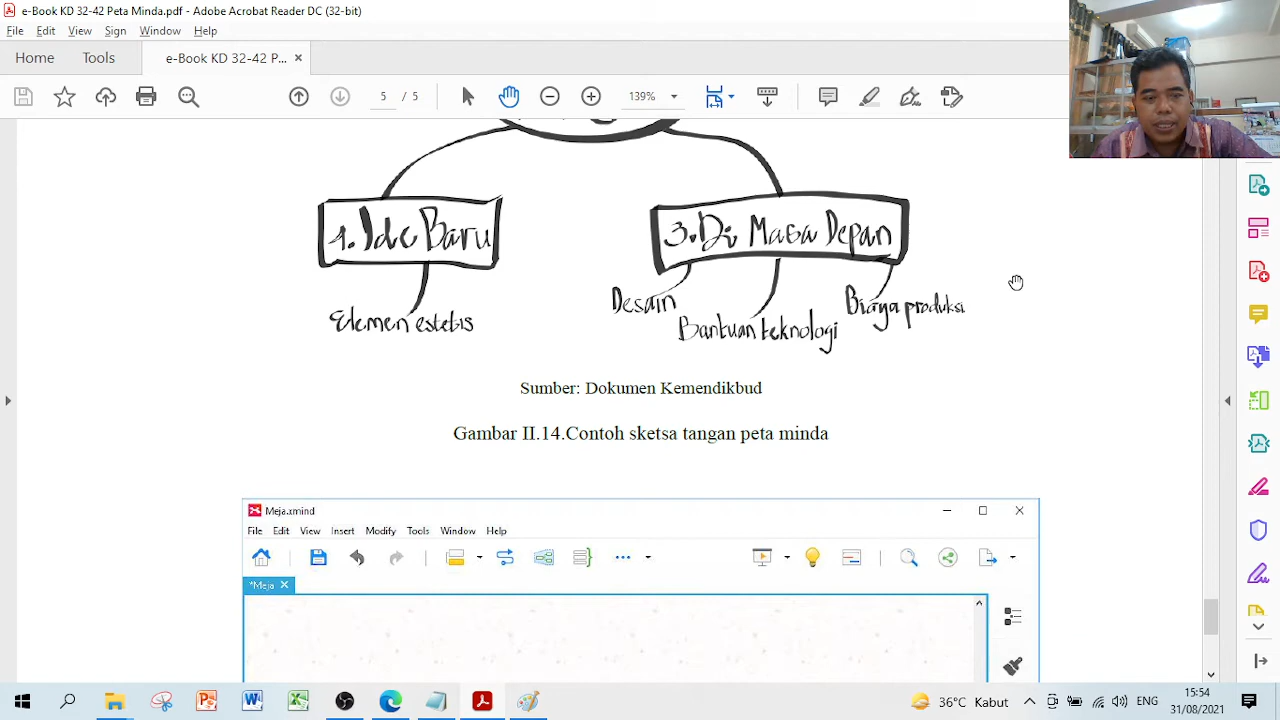 e-Book KD 32-42 Peta Minda.pdf - Adobe Acrobat Reader DC (32-bit)
File Edit View Sign Window Help
Home Tools e-Book KD 32-42 P... ×
5 / 5 139%
1. Ide Baru
3. Di Masa Depan
Elemen estetis
Desain
Bantuan teknologi
Biaya produksi
Sumber: Dokumen Kemendikbud
Gambar II.14.Contoh sketsa tangan peta minda
Meja.xmind
File Edit View Insert Modify Tools Window Help
*Meja
36°C Kabut
ENG
15:54
31/08/2021